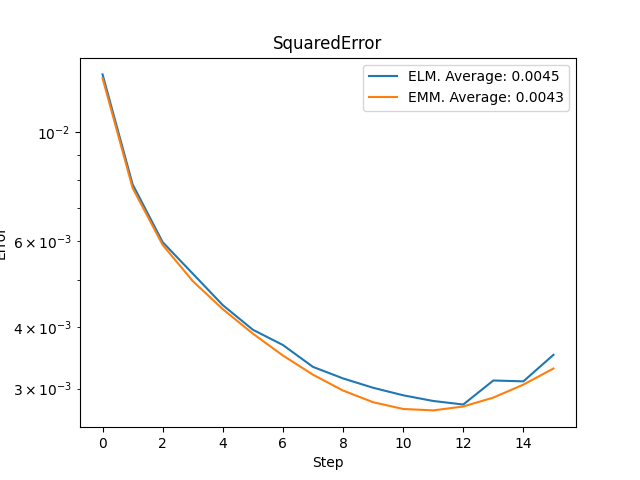 SquaredError
ELM. Average: 0.0045
EMM. Average: 0.0043
10⁻²
6 × 10⁻³
4 × 10⁻³
3 × 10⁻³
Error
0 2 4 6 8 10 12 14
Step